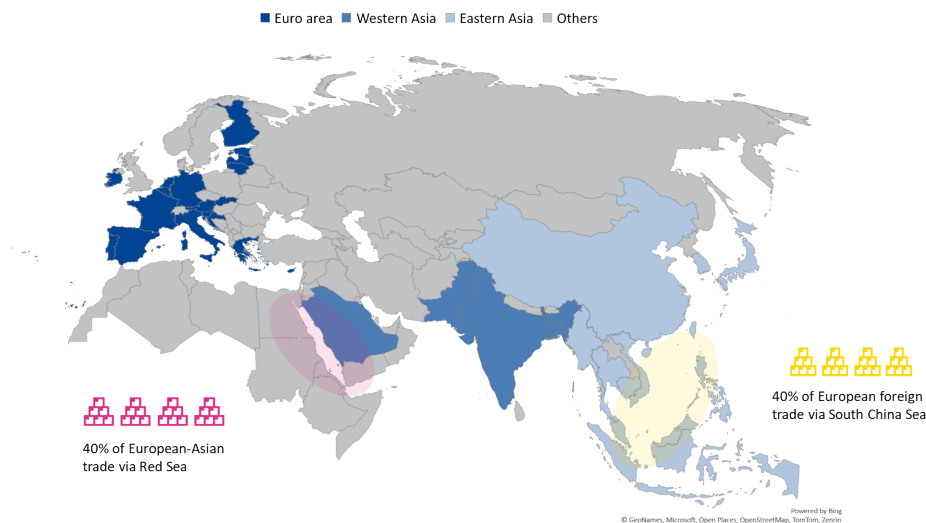 Euro area Western Asia Eastern Asia Others
40% of European foreign
trade via South China Sea
40% of European-Asian
trade via Red Sea
Powered by Bing
© GeoNames, Microsoft, Open Places, OpenStreetMap, TomTom, Zenrin